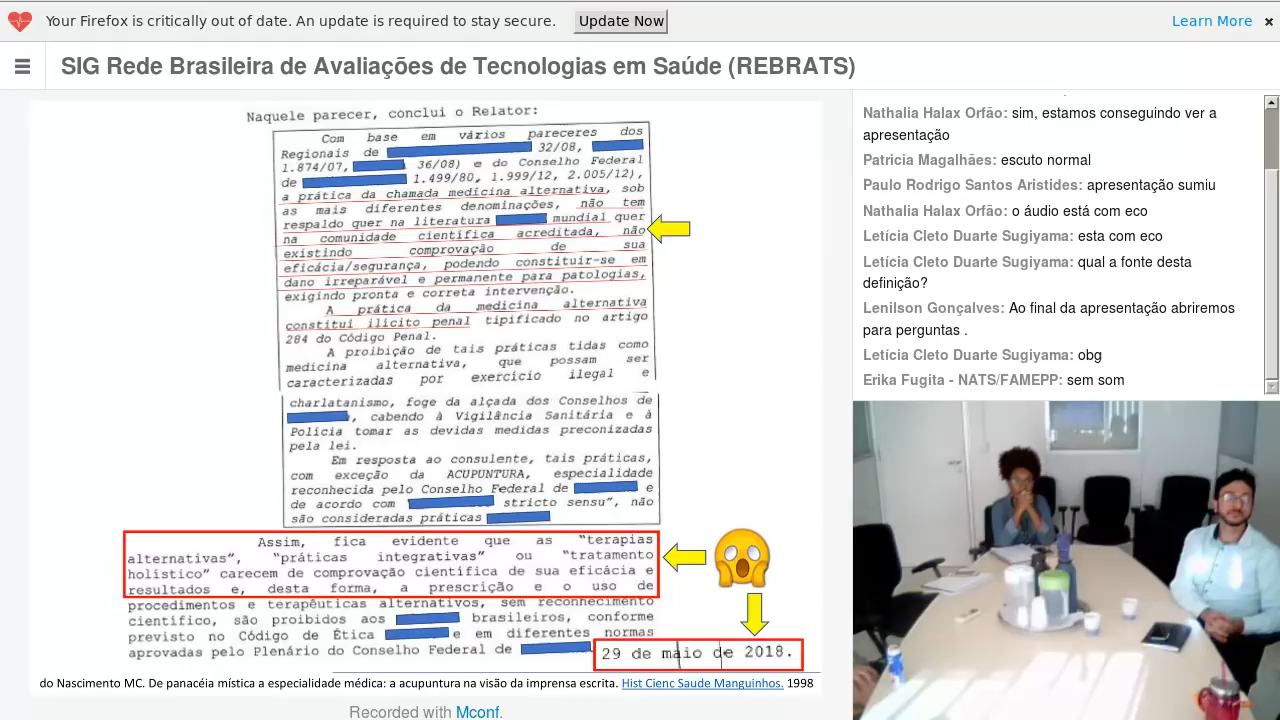 Your Firefox is critically out of date. An update is required to stay secure.
Update Now
Learn More
SIG Rede Brasileira de Avaliações de Tecnologias em Saúde (REBRATS)
Naquele parecer, conclui o Relator:
Com base em vários pareceres dos
Regionais de 32/08,
1.874/07, 36/08) e do Conselho Federal
de 1.499/80, 1.999/12, 2.005/12),
a prática da chamada medicina alternativa, sob
as mais diferentes denominações, não tem
respaldo quer na literatura mundial quer
na comunidade científica acreditada, não
existindo comprovação de sua
eficácia/segurança, podendo constituir-se em
dano irreparável e permanente para patologias,
exigindo pronta e correta intervenção.
A prática da medicina alternativa
constitui ilícito penal tipificado no artigo
284 do Código Penal.
A proibição de tais práticas tidas como
medicina alternativa, que possam ser
caracterizadas por exercício ilegal e
charlatanismo, foge da alçada dos Conselhos de
, cabendo à Vigilância Sanitária e à
Polícia tomar as devidas medidas preconizadas
pela lei.
Em resposta ao consulente, tais práticas,
com exceção da ACUPUNTURA, especialidade
reconhecida pelo Conselho Federal de e
de acordo com stricto sensu", não
são consideradas práticas
Assim, fica evidente que as "terapias
alternativas", "práticas integrativas" ou "tratamento
holístico" carecem de comprovação científica de sua eficácia e
resultados e, desta forma, a prescrição e o uso de
procedimentos e terapêuticas alternativos, sem reconhecimento
científico, são proibidos aos brasileiros, conforme
previsto no Código de Ética e em diferentes normas
aprovadas pelo Plenário do Conselho Federal de
29 de maio de 2018.
do Nascimento MC. De panacéia mística a especialidade médica: a acupuntura na visão da imprensa escrita. Hist Cienc Saude Manguinhos. 1998
Recorded with Mconf.
Nathalia Halax Orfão: sim, estamos conseguindo ver a
apresentação
Patricia Magalhães: escuto normal
Paulo Rodrigo Santos Aristides: apresentação sumiu
Nathalia Halax Orfão: o áudio está com eco
Letícia Cleto Duarte Sugiyama: esta com eco
Letícia Cleto Duarte Sugiyama: qual a fonte desta
definição?
Lenilson Gonçalves: Ao final da apresentação abriremos
para perguntas .
Letícia Cleto Duarte Sugiyama: obg
Erika Fugita - NATS/FAMEPP: sem som